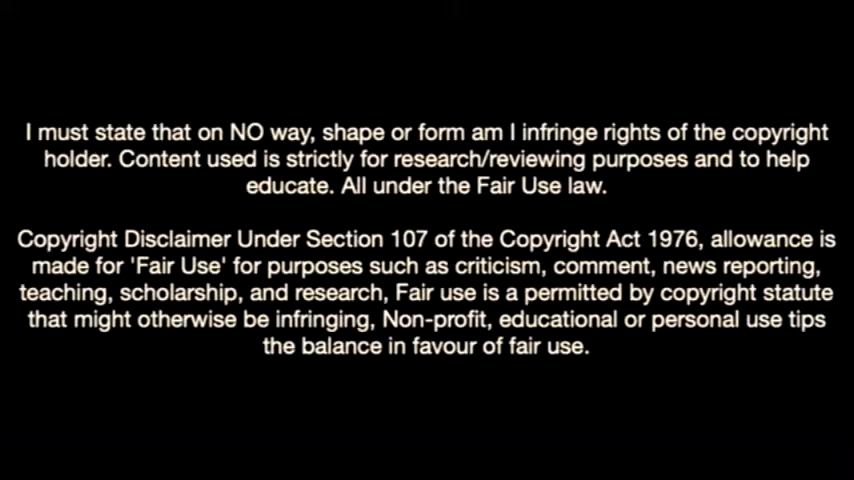 I must state that on NO way, shape or form am I infringe rights of the copyright
holder. Content used is strictly for research/reviewing purposes and to help
educate. All under the Fair Use law.
Copyright Disclaimer Under Section 107 of the Copyright Act 1976, allowance is
made for 'Fair Use' for purposes such as criticism, comment, news reporting,
teaching, scholarship, and research, Fair use is a permitted by copyright statute
that might otherwise be infringing, Non-profit, educational or personal use tips
the balance in favour of fair use.